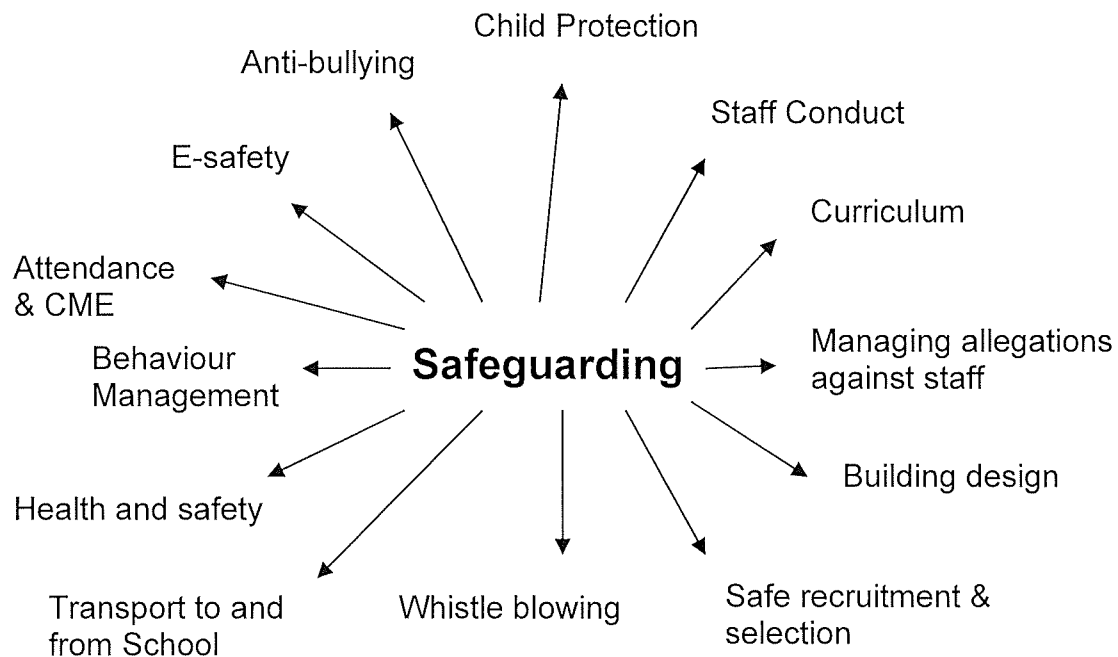 Child Protection
Anti-bullying
Staff Conduct
E-safety
Curriculum
Attendance
& CME
Managing allegations
against staff
Behaviour
Management
Safeguarding
Building design
Health and safety
Transport to and
from School
Whistle blowing
Safe recruitment &
selection